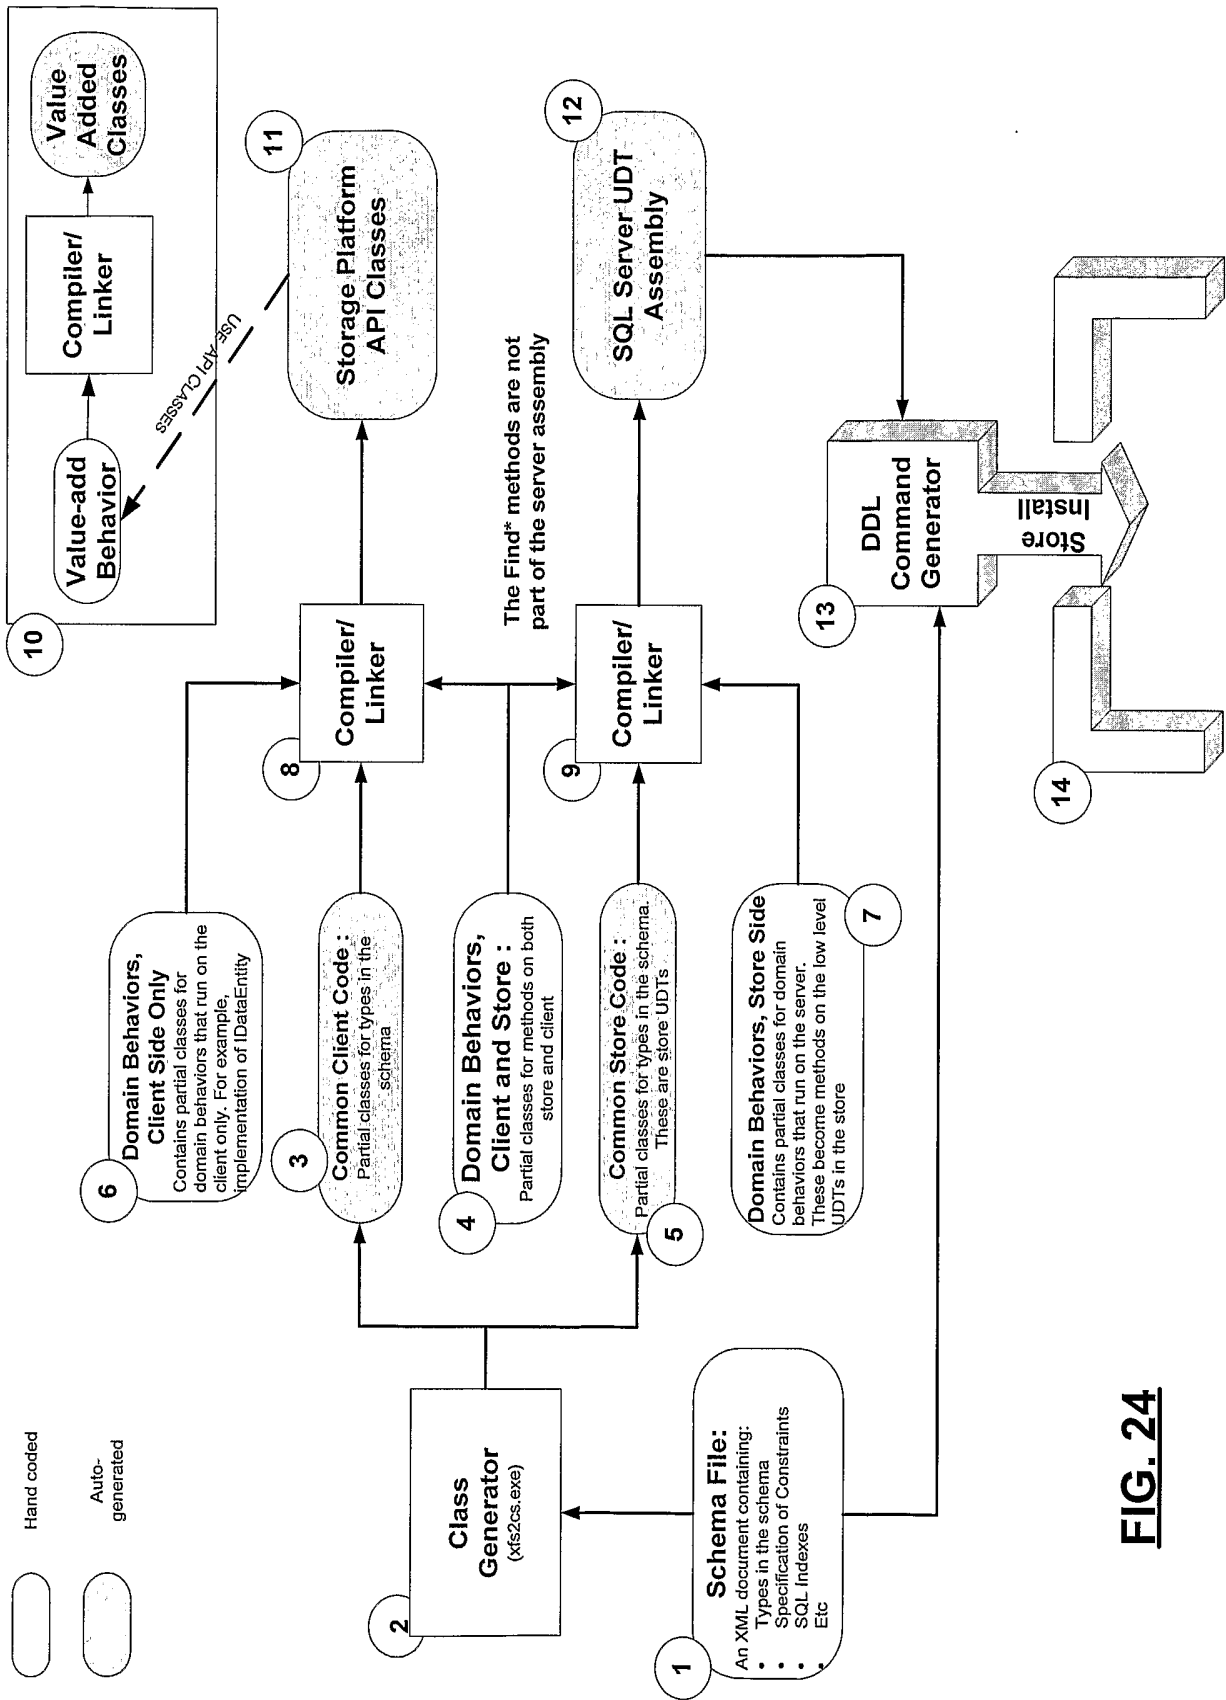 Hand coded
Auto-
generated
10
Value-add
Behavior
Compiler/
Linker
Value
Added
Classes
USE API CLASSES
6
Domain Behaviors,
Client Side Only
Contains partial classes for
domain behaviors that run on the
client only. For example,
implementation of IDataEntity
8
Compiler/
Linker
11
Storage Platform
API Classes
3
Common Client Code :
Partial classes for types in the
schema
2
Class
Generator
(xfs2cs.exe)
4
Domain Behaviors,
Client and Store :
Partial classes for methods on both
store and client
The Find* methods are not
part of the server assembly
5
Common Store Code :
Partial classes for types in the schema.
These are store UDTs
9
Compiler/
Linker
12
SQL Server UDT
Assembly
1
Schema File:
An XML document containing:
• Types in the schema
• Specification of Constraints
• SQL Indexes
• Etc
7
Domain Behaviors, Store Side
Contains partial classes for domain
behaviors that run on the server.
These become methods on the low level
UDTs in the store
13
DDL
Command
Generator
Store
Install
14
FIG. 24